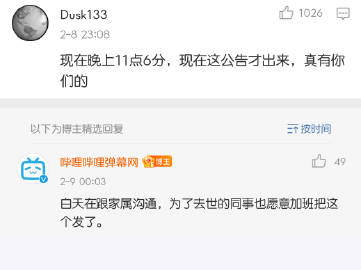 Dusk133
1026
2-8 23:08
现在晚上11点6分，现在这公告才出来，真有你
们的
以下为博主精选回复
按时间
哔哩哔哩弹幕网 博主
49
2-9 00:03
白天在跟家属沟通，为了去世的同事也愿意加班把这
个发了。